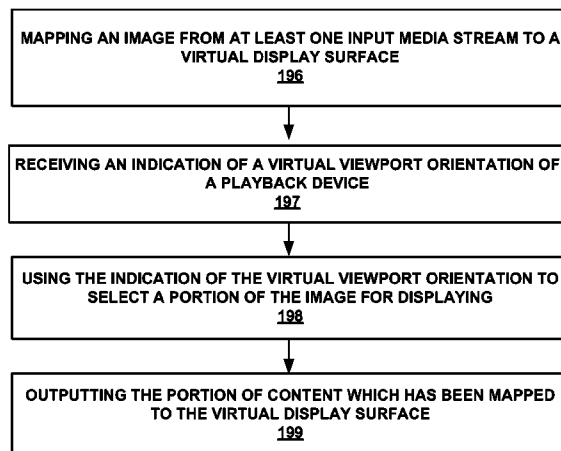 MAPPING AN IMAGE FROM AT LEAST ONE INPUT MEDIA STREAM TO A
VIRTUAL DISPLAY SURFACE
196
RECEIVING AN INDICATION OF A VIRTUAL VIEWPORT ORIENTATION OF
A PLAYBACK DEVICE
197
USING THE INDICATION OF THE VIRTUAL VIEWPORT ORIENTATION TO
SELECT A PORTION OF THE IMAGE FOR DISPLAYING
198
OUTPUTTING THE PORTION OF CONTENT WHICH HAS BEEN MAPPED
TO THE VIRTUAL DISPLAY SURFACE
199